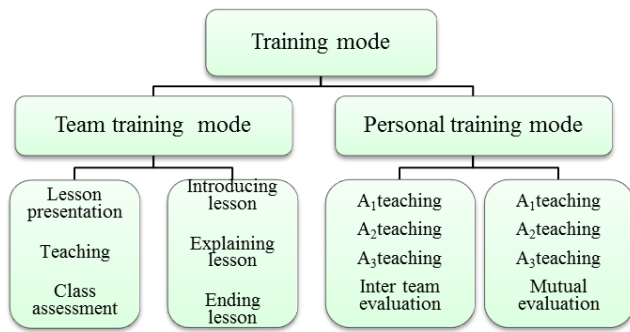 Training mode
Team training mode
Personal training mode
Lesson
presentation
Teaching
Class
assessment
Introducing
lesson
Explaining
lesson
Ending
lesson
A₁teaching
A₂teaching
A₃teaching
Inter team
evaluation
A₁teaching
A₂teaching
A₃teaching
Mutual
evaluation